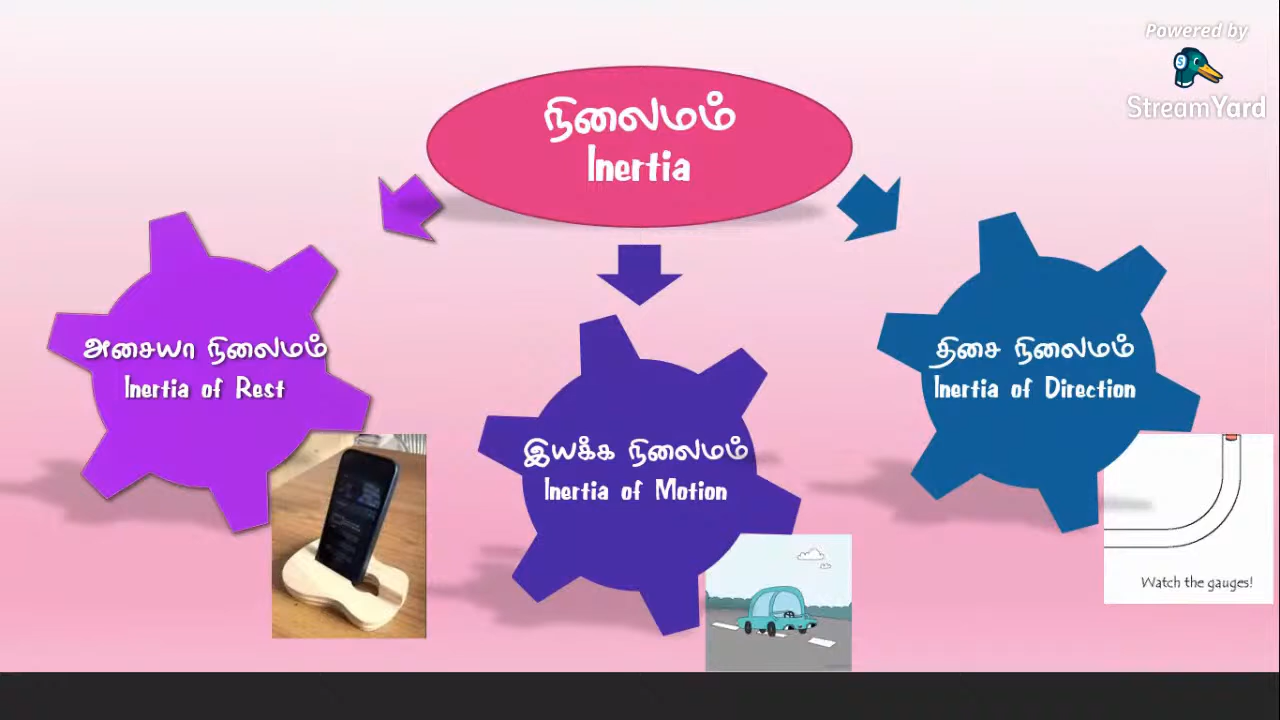 Powered by
StreamYard
நிலைமம்
Inertia
அசையா நிலைமம்
Inertia of Rest
இயக்க நிலைமம்
Inertia of Motion
திசை நிலைமம்
Inertia of Direction
Watch the gauges!